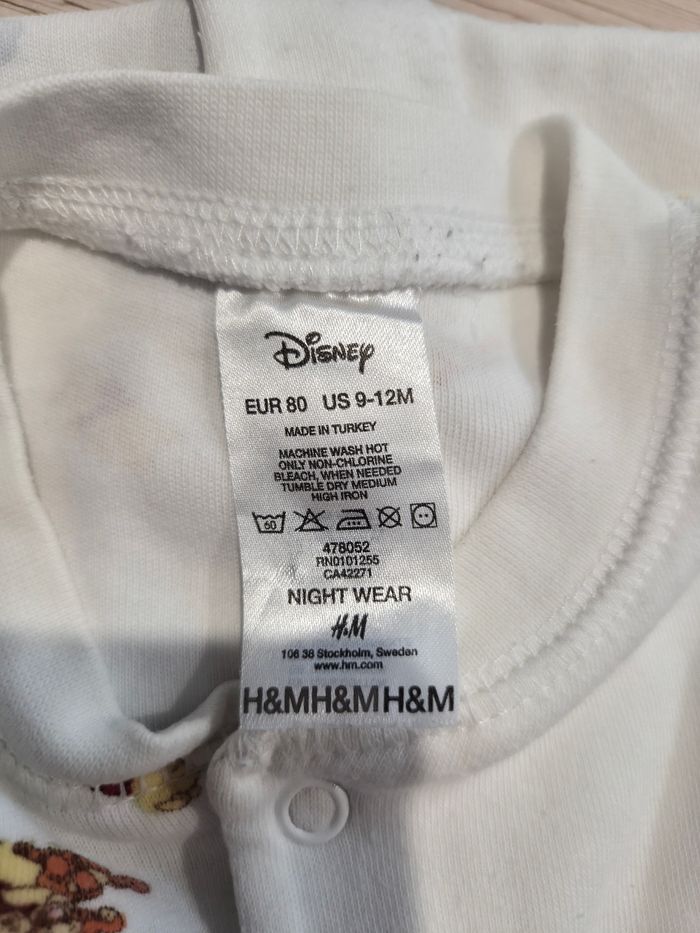 Disney
EUR 80 US 9-12M
MADE IN TURKEY
MACHINE WASH HOT
ONLY NON-CHLORINE
BLEACH, WHEN NEEDED
TUMBLE DRY MEDIUM
HIGH IRON
60
478052
RN0101255
CA42271
NIGHT WEAR
H&M
106 38 Stockholm, Sweden
www.hm.com
H&MH&MH&M